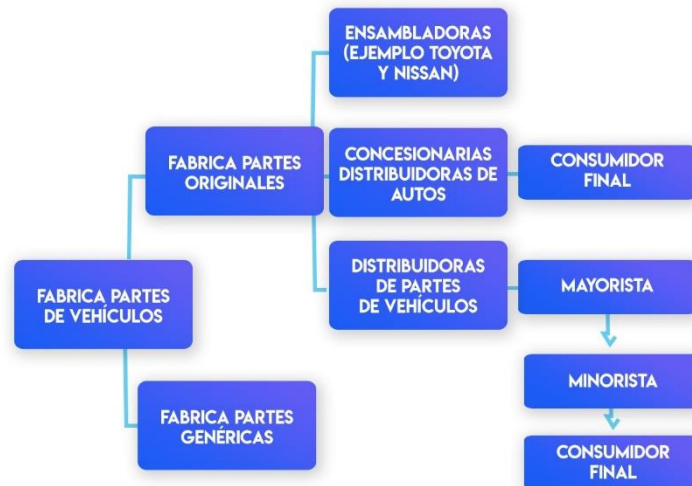 ENSAMBLADORAS
(EJEMPLO TOYOTA
Y NISSAN)
FABRICA PARTES
ORIGINALES
CONCESIONARIAS
DISTRIBUIDORAS DE
AUTOS
CONSUMIDOR
FINAL
FABRICA PARTES
DE VEHÍCULOS
DISTRIBUIDORAS
DE PARTES
DE VEHÍCULOS
MAYORISTA
MINORISTA
FABRICA PARTES
GENÉRICAS
CONSUMIDOR
FINAL